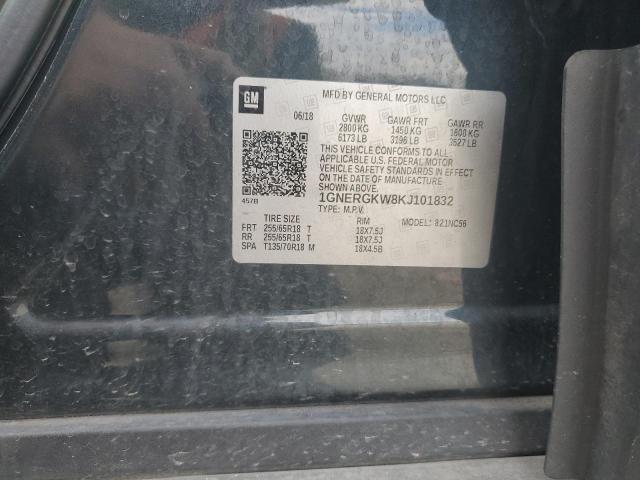 GM
MFD BY GENERAL MOTORS LLC
06/18 GVWR GAWR FRT GAWR RR
2800 KG 1450 KG 1600 KG
6173 LB 3196 LB 3527 LB
THIS VEHICLE CONFORMS TO ALL
APPLICABLE U.S. FEDERAL MOTOR
VEHICLE SAFETY STANDARDS IN EFFECT
ON THE DATE OF MANUFACTURE
SHOWN ABOVE.
457B
1GNERGKW8KJ101832
TYPE: M.P.V. MODEL: 821NC56
TIRE SIZE RIM
FRT 255/65R18 T 18X7.5J
RR 255/65R18 T 18X7.5J
SPA T135/70R18 M 18X4.5B